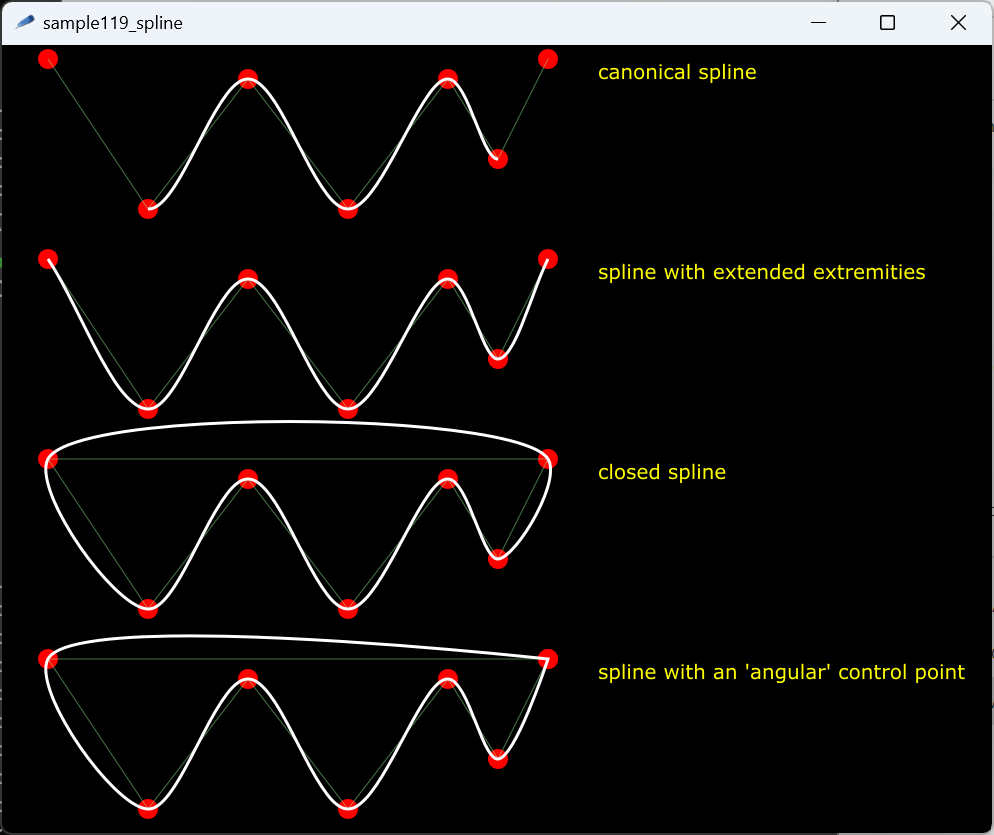 sample119_spline
canonical spline
spline with extended extremities
closed spline
spline with an 'angular' control point